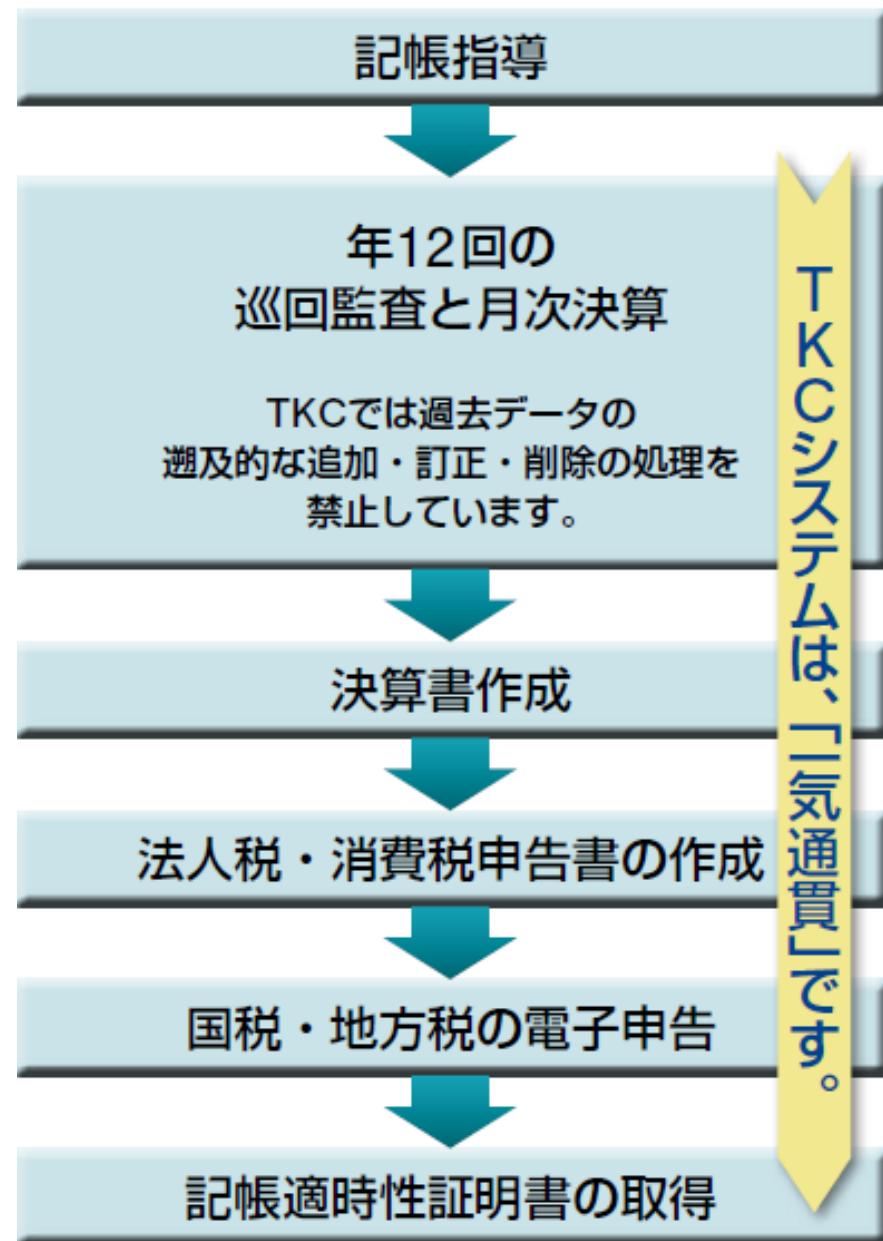 記帳指導
年12回の
巡回監査と月次決算
TKCでは過去データの
遡及的な追加・訂正・削除の処理を
禁止しています。
決算書作成
法人税・消費税申告書の作成
国税・地方税の電子申告
記帳適時性証明書の取得
TKCシステムは、「一気通貫」です。